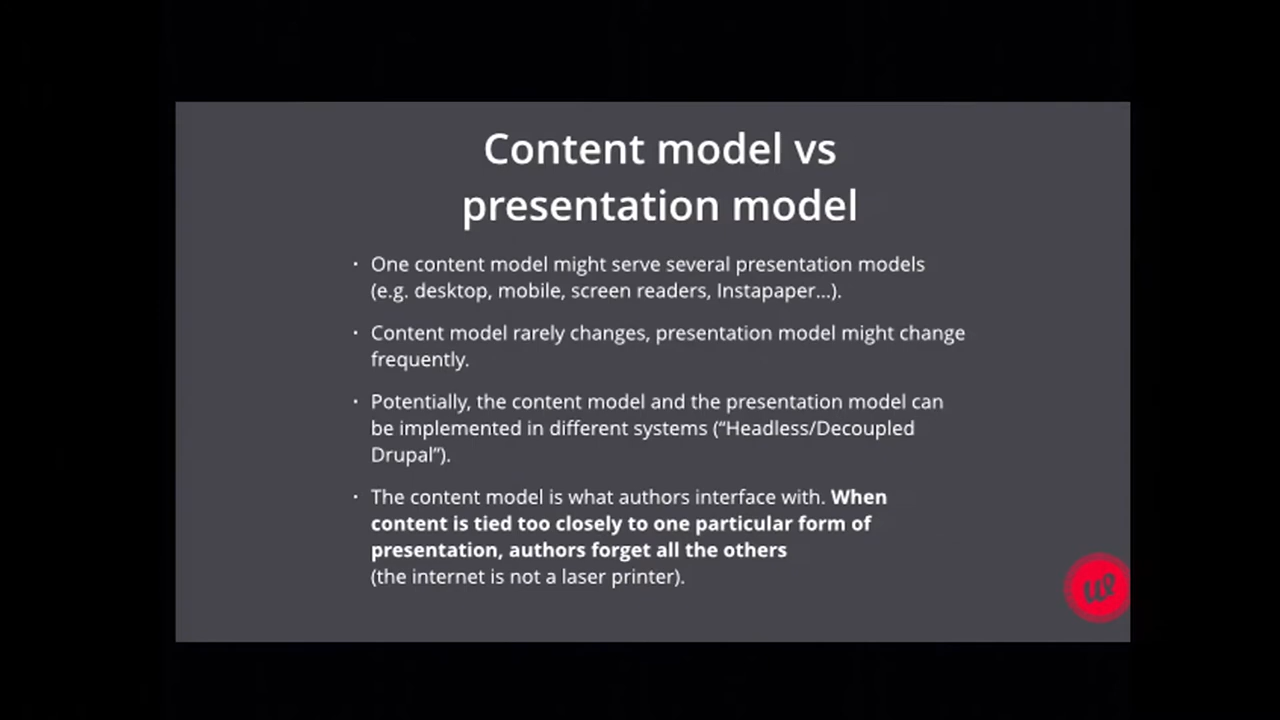 Content model vs
presentation model
· One content model might serve several presentation models
(e.g. desktop, mobile, screen readers, Instapaper...).
· Content model rarely changes, presentation model might change
frequently.
· Potentially, the content model and the presentation model can
be implemented in different systems (“Headless/Decoupled
Drupal”).
· The content model is what authors interface with. When
content is tied too closely to one particular form of
presentation, authors forget all the others
(the internet is not a laser printer).